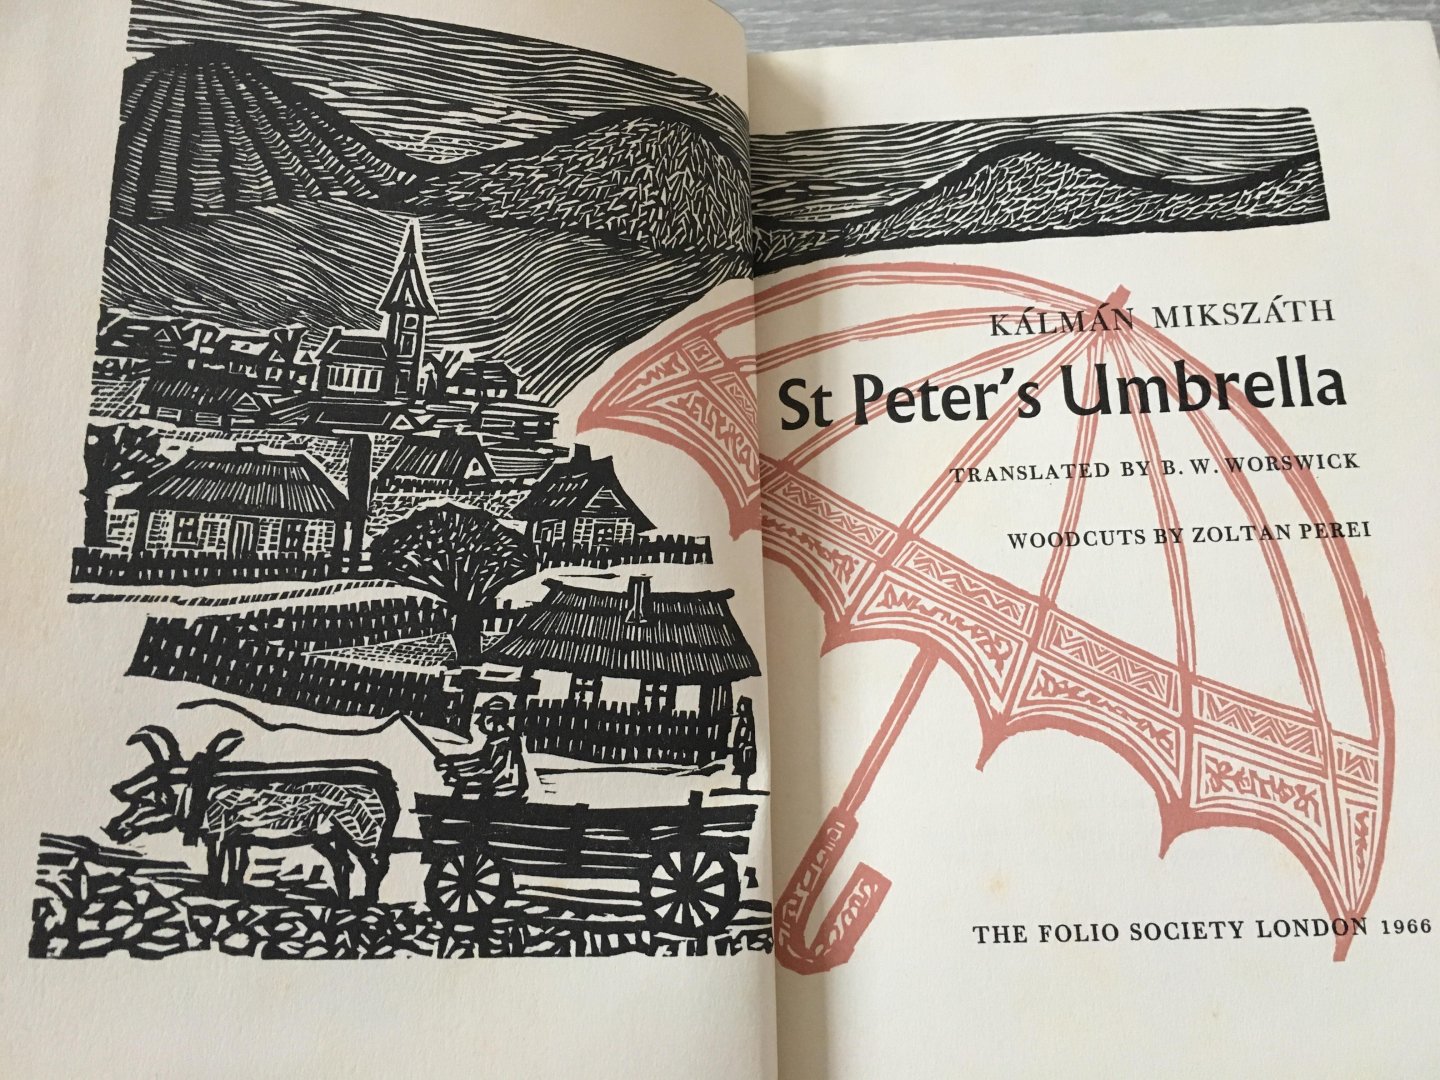 KÁLMÁN MIKSZÁTH
St Peter's Umbrella
TRANSLATED BY B. W. WORSWICK
WOODCUTS BY ZOLTAN PEREI
THE FOLIO SOCIETY LONDON 1966